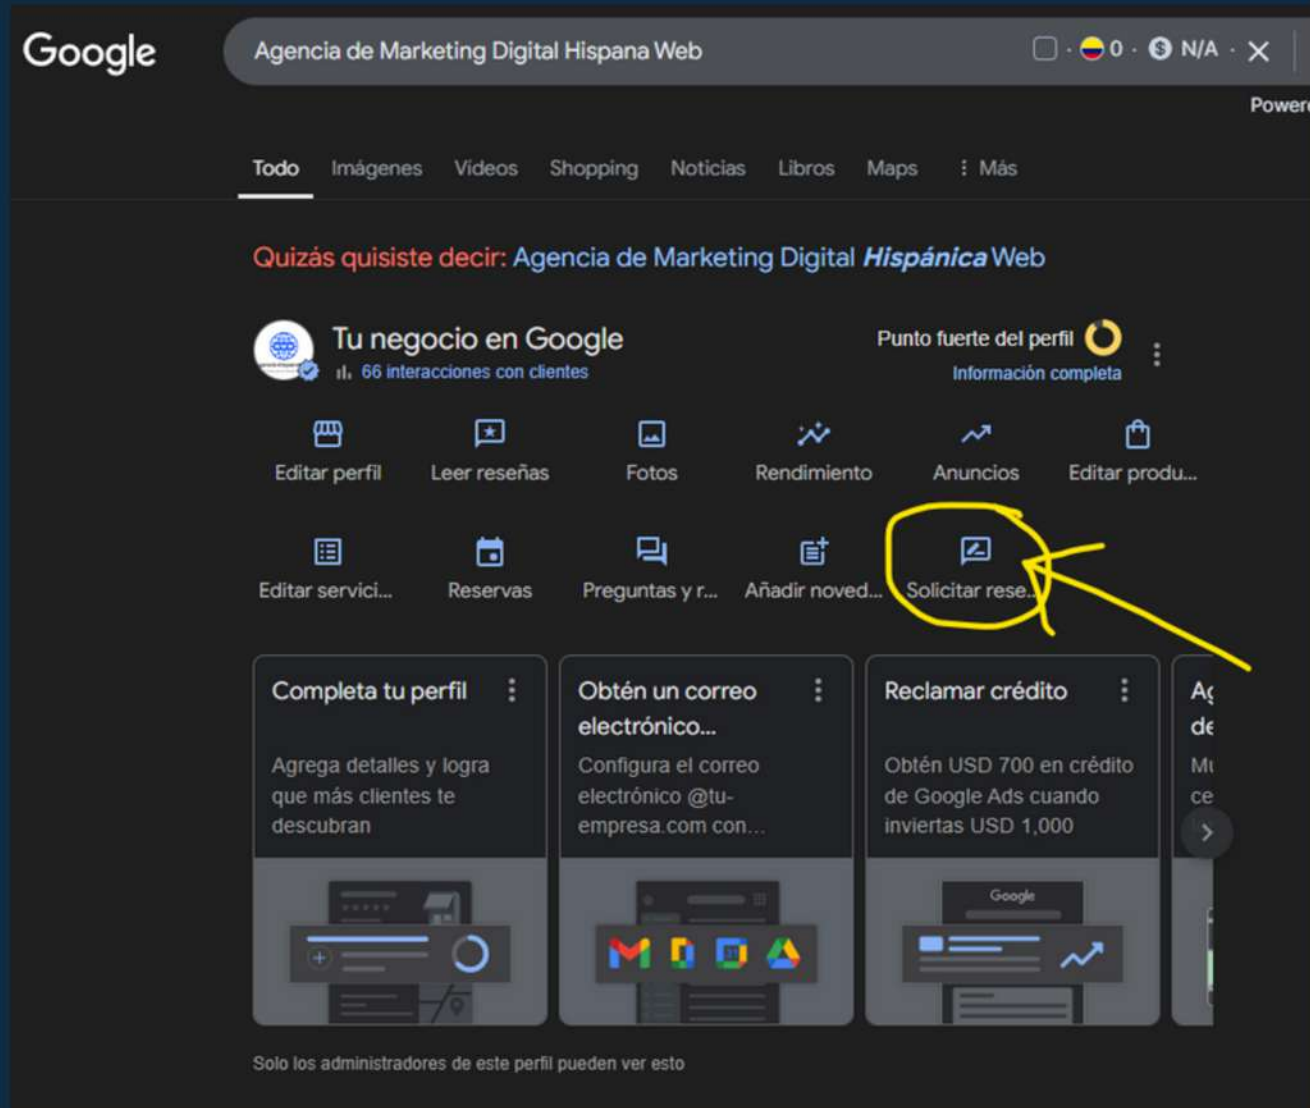 Google
Agencia de Marketing Digital Hispana Web
0 · N/A ·
Todo Imágenes Vídeos Shopping Noticias Libros Maps Más
Quizás quisiste decir: Agencia de Marketing Digital Hispánica Web
Tu negocio en Google
66 interacciones con clientes
Punto fuerte del perfil
Información completa
Editar perfil Leer reseñas Fotos Rendimiento Anuncios Editar produ...
Editar servici... Reservas Preguntas y r... Añadir noved... Solicitar rese...
Completa tu perfil
Agrega detalles y logra
que más clientes te
descubran
Obtén un correo
electrónico...
Configura el correo
electrónico @tu-
empresa.com con...
31
Reclamar crédito
Obtén USD 700 en crédito
de Google Ads cuando
inviertas USD 1,000
Google
Solo los administradores de este perfil pueden ver esto